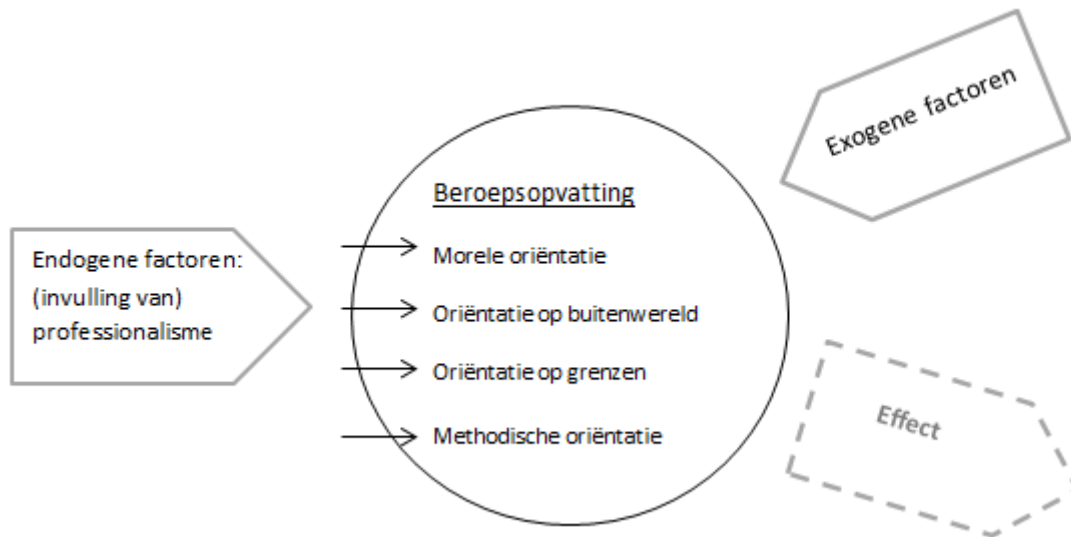 Endogene factoren:
(invulling van)
professionalisme
Beroepsopvatting
Morele oriëntatie
Oriëntatie op buitenwereld
Oriëntatie op grenzen
Methodische oriëntatie
Exogene factoren
Effect